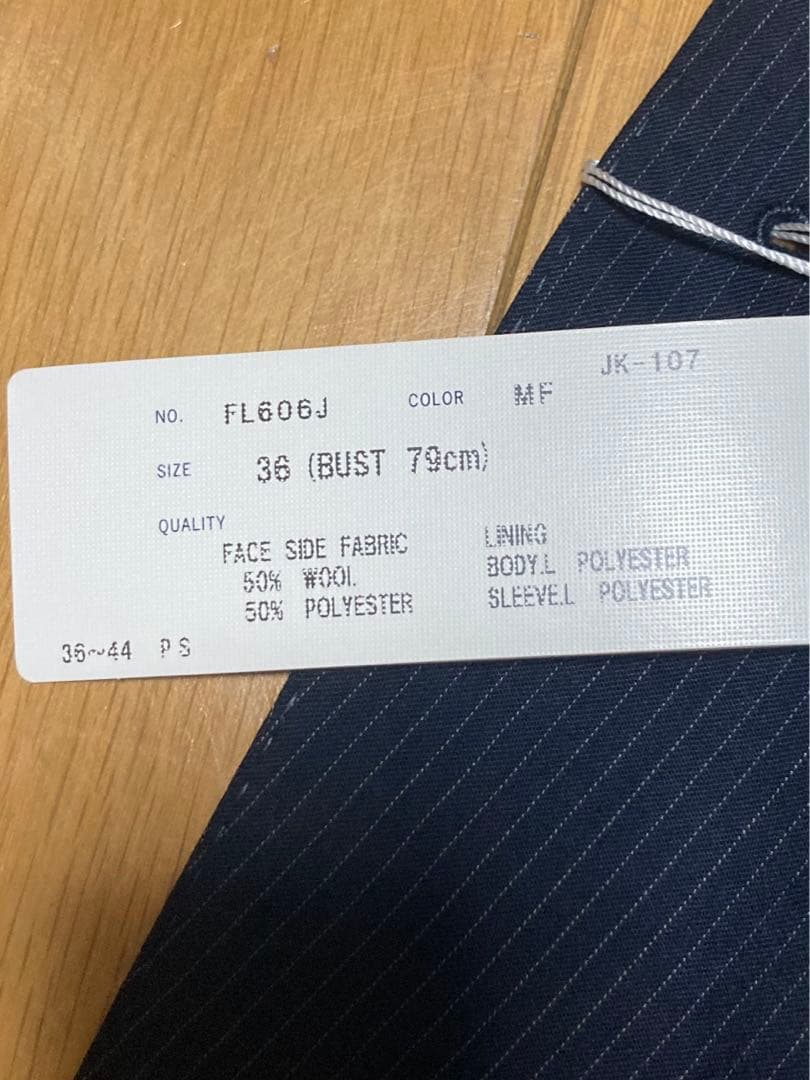 JK-107
NO. FL606J COLOR MF
SIZE 36 (BUST 79cm)
QUALITY
FACE SIDE FABRIC
50% WOOL
50% POLYESTER
LINING
BODY.L POLYESTER
SLEEVE.L POLYESTER
36~44 PS